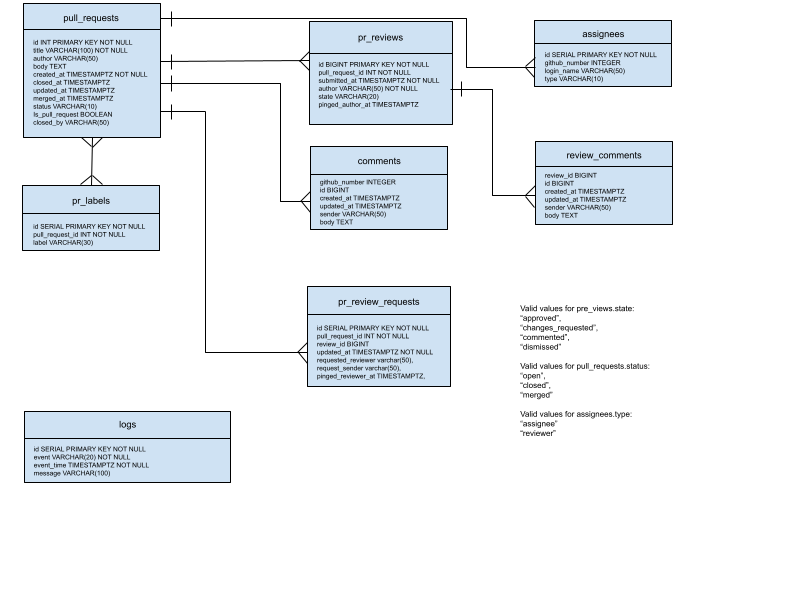 pull_requests
id INT PRIMARY KEY NOT NULL
title VARCHAR(100) NOT NULL
author VARCHAR(50)
body TEXT
created_at TIMESTAMPTZ NOT NULL
closed_at TIMESTAMPTZ
updated_at TIMESTAMPTZ
merged_at TIMESTAMPTZ
status VARCHAR(10)
Is_pull_request BOOLEAN
closed_by VARCHAR(50)
pr_reviews
id BIGINT PRIMARY KEY NOT NULL
pull_request_id INT NOT NULL
submitted_at TIMESTAMPTZ NOT NULL
author VARCHAR(50) NOT NULL
state VARCHAR(20)
pinged_author_at TIMESTAMPTZ
assignees
id SERIAL PRIMARY KEY NOT NULL
github_number INTEGER
login_name VARCHAR(50)
type VARCHAR(10)
comments
github_number INTEGER
id BIGINT
created_at TIMESTAMPTZ
updated_at TIMESTAMPTZ
sender VARCHAR(50)
body TEXT
review_comments
review_id BIGINT
id BIGINT
created_at TIMESTAMPTZ
updated_at TIMESTAMPTZ
sender VARCHAR(50)
body TEXT
pr_labels
id SERIAL PRIMARY KEY NOT NULL
pull_request_id INT NOT NULL
label VARCHAR(30)
pr_review_requests
id SERIAL PRIMARY KEY NOT NULL
pull_request_id INT NOT NULL
review_id BIGINT
updated_at TIMESTAMPTZ NOT NULL
requested_reviewer varchar(50),
request_sender varchar(50),
pinged_reviewer_at TIMESTAMPTZ,
Valid values for pre_views.state:
“approved”,
“changes_requested”,
“commented”,
“dismissed”
Valid values for pull_requests.status:
“open”,
“closed”,
“merged”
Valid values for assignees.type:
“assignee”
“reviewer”
logs
id SERIAL PRIMARY KEY NOT NULL
event VARCHAR(20) NOT NULL
event_time TIMESTAMPTZ NOT NULL
message VARCHAR(100)